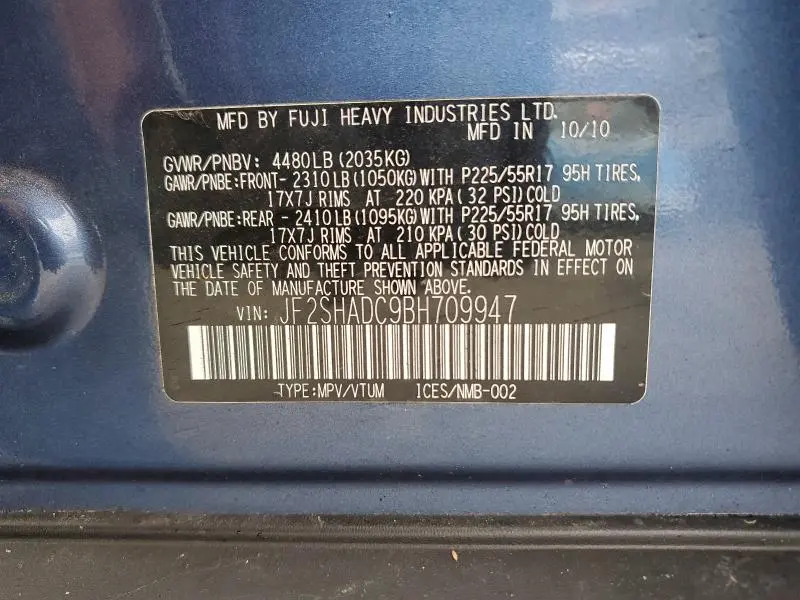 MFD BY FUJI HEAVY INDUSTRIES LTD.
MFD IN 10/10
GVWR/PNBV: 4480LB (2035KG)
GAWR/PNBE:FRONT- 2310LB (1050KG) WITH P225/55R17 95H TIRES,
17X7J RIMS AT 220 KPA ( 32 PSI) COLD
GAWR/PNBE:REAR - 2410LB (1095KG) WITH P225/55R17 95H TIRES,
17X7J RIMS AT 210 KPA ( 30 PSI) COLD
THIS VEHICLE CONFORMS TO ALL APPLICABLE FEDERAL MOTOR
VEHICLE SAFETY AND THEFT PREVENTION STANDARDS IN EFFECT ON
THE DATE OF MANUFACTURE SHOWN ABOVE.
VIN: JF2SHADC9BH709947
TYPE:MPV/VTUM ICES/NMB-002